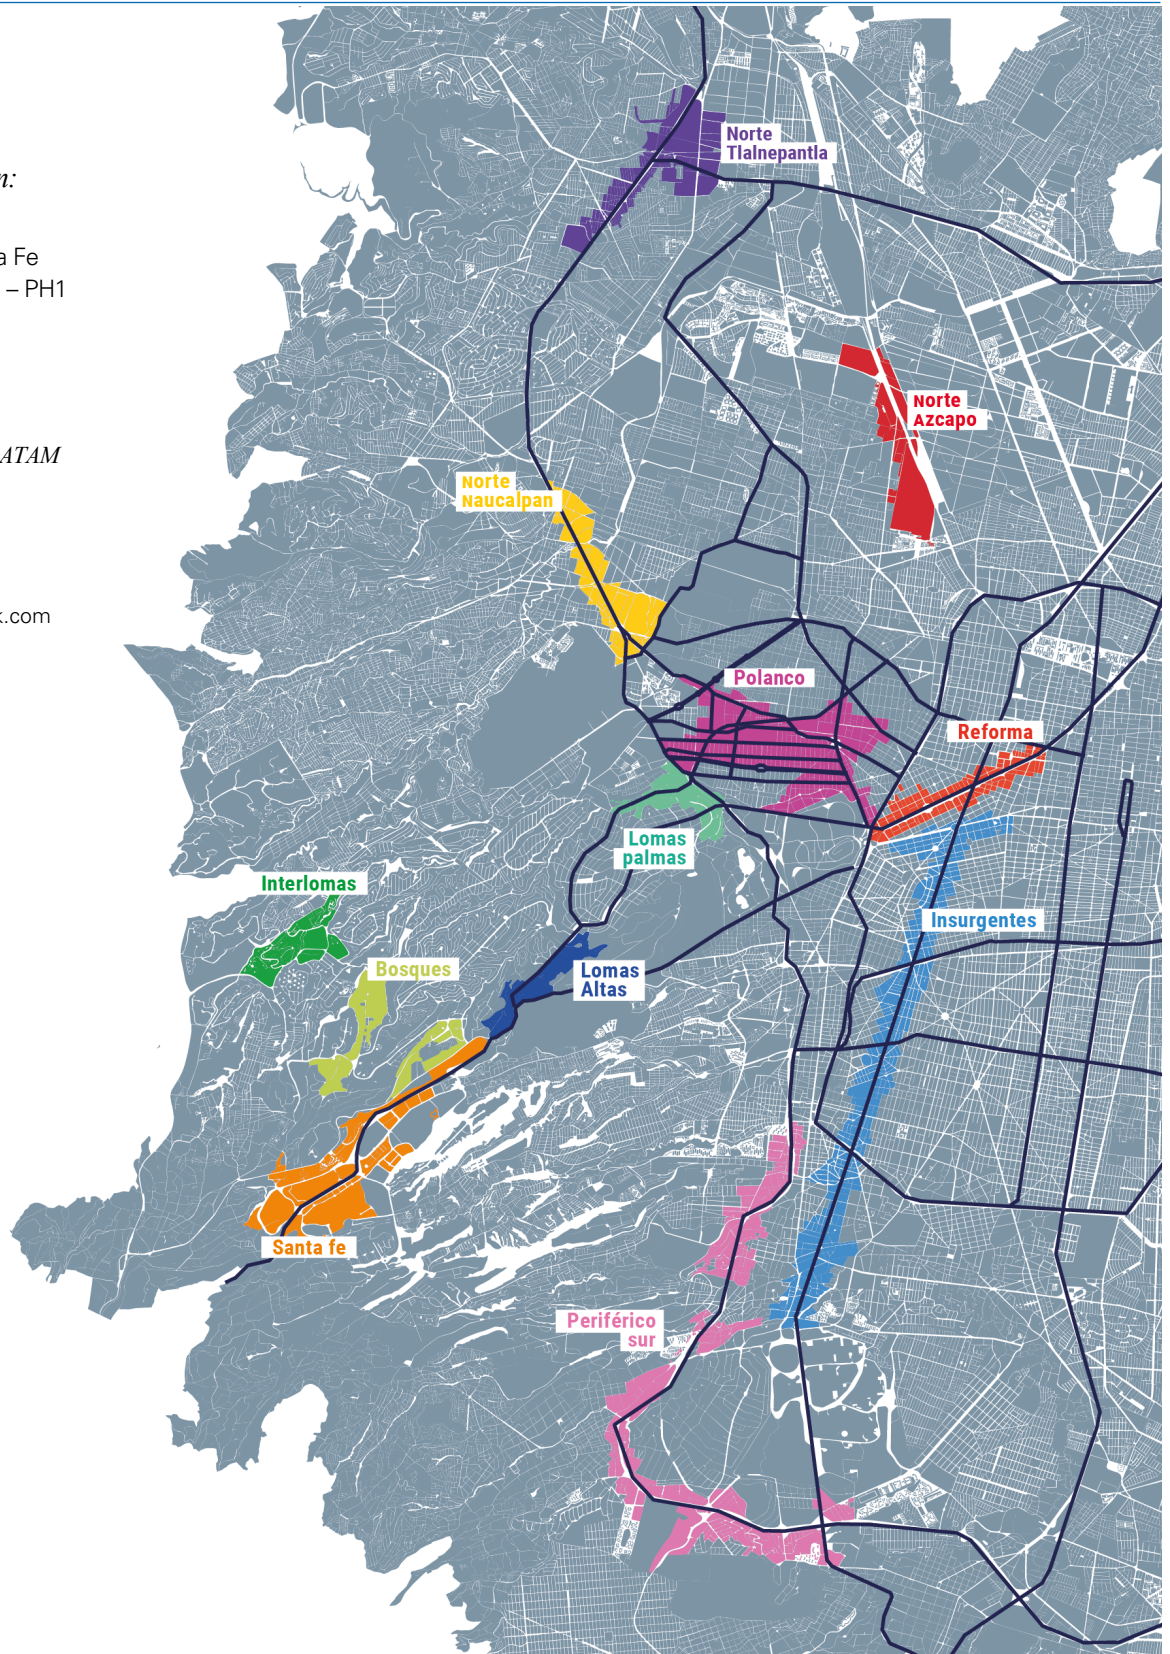 n:
a Fe
– PH1
ATAM
k.com
Norte
Tlalnepantla
Norte
Azcapo
Norte
Naucalpan
Polanco
Reforma
Lomas
palmas
Interlomas
Insurgentes
Bosques
Lomas
Altas
Santa fe
Periférico
sur